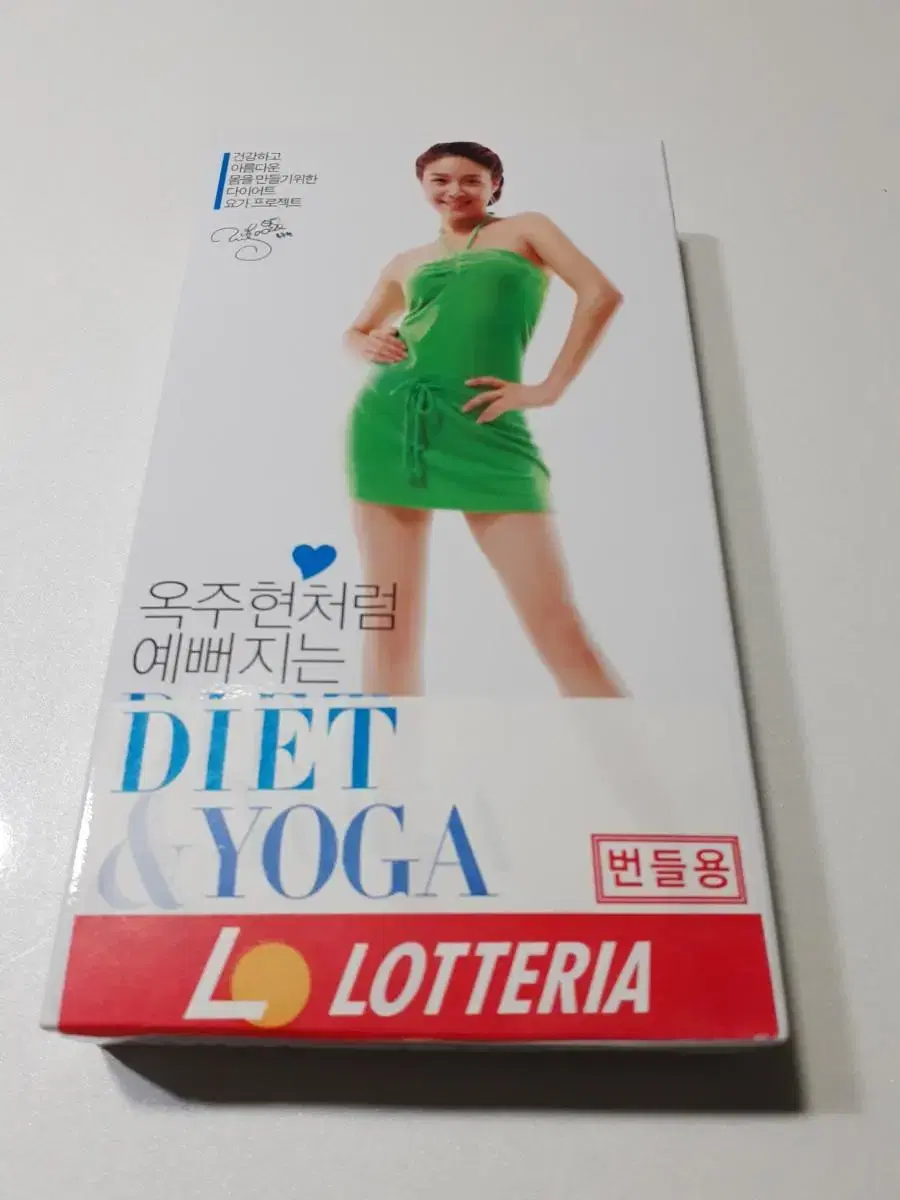 건강하고
아름다운
몸을 만들기위한
다이어트
요가 프로젝트
옥주현처럼
예뻐지는
DIET
& YOGA
번들용
LOTTERIA